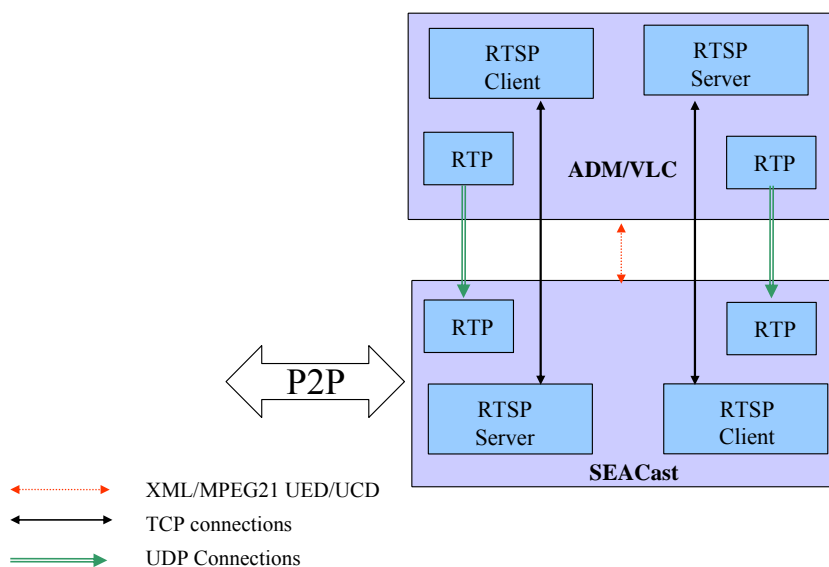 RTSP
Client
RTSP
Server
RTP
ADM/VLC
RTP
RTP
RTP
P2P
RTSP
Server
RTSP
Client
SEACast
XML/MPEG21 UED/UCD
TCP connections
UDP Connections